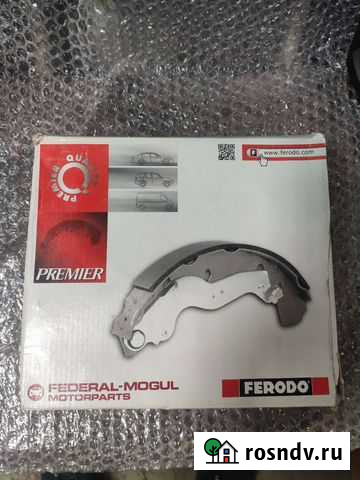 PREMIER QUALITY
www.ferodo.com
PREMIER
FEDERAL-MOGUL
MOTORPARTS
FERODO
rosndv.ru